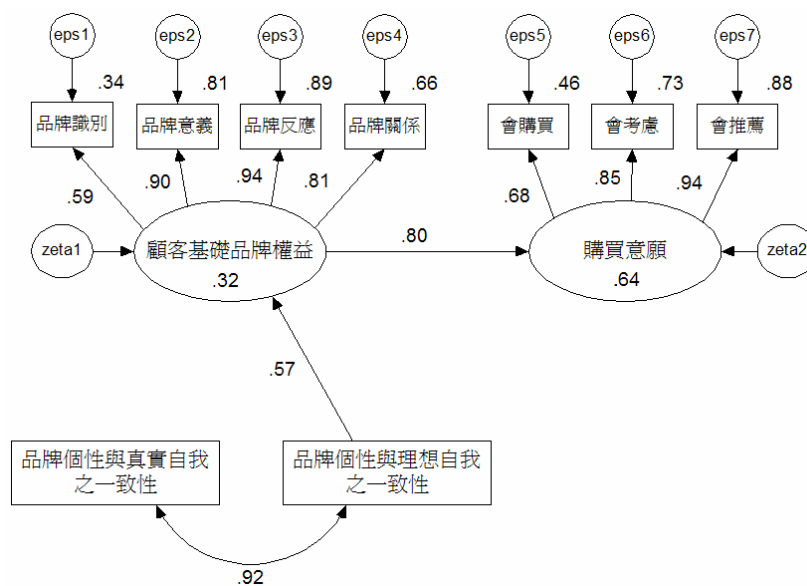 eps1 eps2 eps3 eps4 eps5 eps6 eps7
.34 .81 .89 .66 .46 .73 .88
品牌識別 品牌意義 品牌反應 品牌關係 會購買 會考慮 會推薦
.59 .90 .94 .81 .68 .85 .94
zeta1 顧客基礎品牌權益 .80 購買意願 zeta2
.32 .64
.57
品牌個性與真實自我 品牌個性與理想自我
之一致性 之一致性
.92